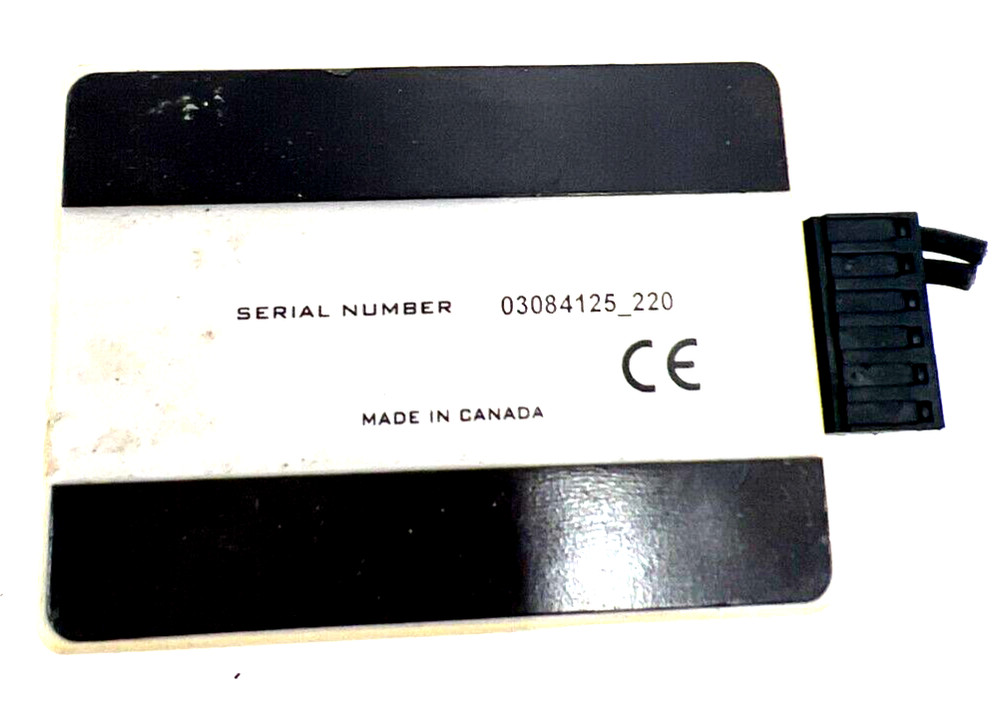 SERIAL NUMBER 03084125_220
CE
MADE IN CANADA